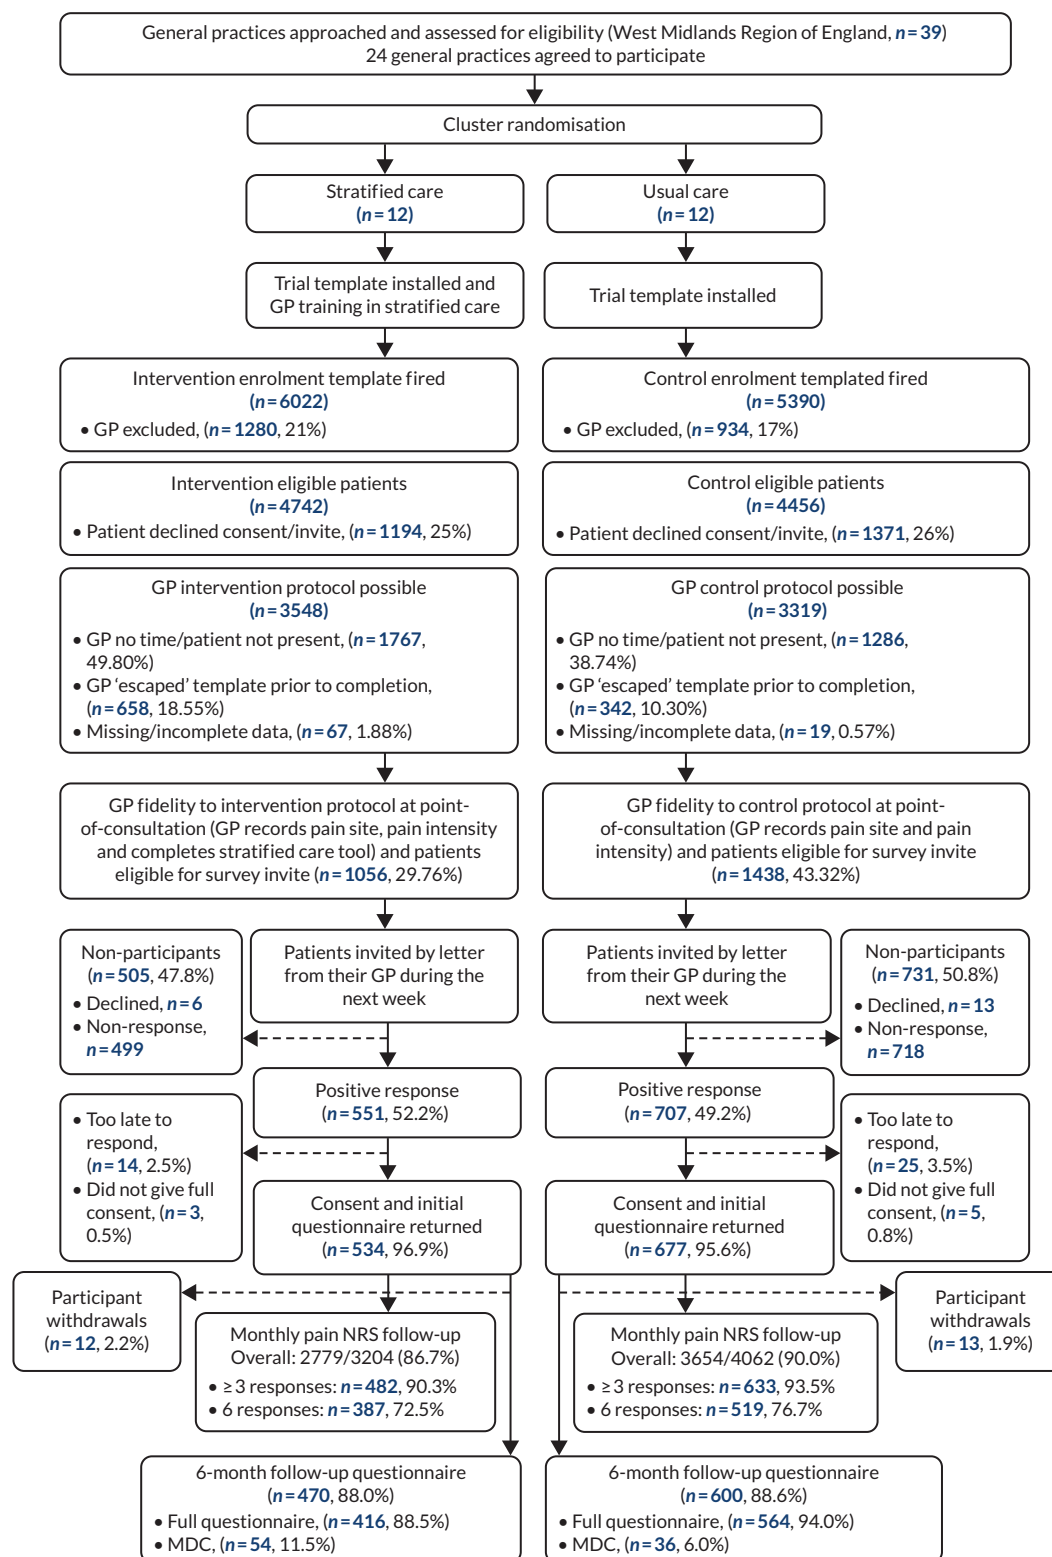 General practices approached and assessed for eligibility (West Midlands Region of England, n = 39)
24 general practices agreed to participate
Cluster randomisation
Stratified care
(n = 12)
Usual care
(n = 12)
Trial template installed and
GP training in stratified care
Trial template installed
Intervention enrolment template fired
(n = 6022)
• GP excluded, (n = 1280, 21%)
Control enrolment templated fired
(n = 5390)
• GP excluded, (n = 934, 17%)
Intervention eligible patients
(n = 4742)
• Patient declined consent/invite, (n = 1194, 25%)
Control eligible patients
(n = 4456)
• Patient declined consent/invite, (n = 1371, 26%)
GP intervention protocol possible
(n = 3548)
• GP no time/patient not present, (n = 1767,
49.80%)
• GP ‘escaped’ template prior to completion,
(n = 658, 18.55%)
• Missing/incomplete data, (n = 67, 1.88%)
GP control protocol possible
(n = 3319)
• GP no time/patient not present, (n = 1286,
38.74%)
• GP ‘escaped’ template prior to completion,
(n = 342, 10.30%)
• Missing/incomplete data, (n = 19, 0.57%)
GP fidelity to intervention protocol at point-
of-consultation (GP records pain site, pain intensity
and completes stratified care tool) and patients
eligible for survey invite (n = 1056, 29.76%)
GP fidelity to control protocol at point-
of-consultation (GP records pain site and pain
intensity) and patients eligible for survey invite
(n = 1438, 43.32%)
Non-participants
(n = 505, 47.8%)
• Declined, n = 6
• Non-response,
n = 499
Patients invited by letter
from their GP during the
next week
Patients invited by letter
from their GP during the
next week
Non-participants
(n = 731, 50.8%)
• Declined, n = 13
• Non-response,
n = 718
Positive response
(n = 551, 52.2%)
Positive response
(n = 707, 49.2%)
• Too late to
respond,
(n = 14, 2.5%)
• Did not give full
consent, (n = 3,
0.5%)
Consent and initial
questionnaire returned
(n = 534, 96.9%)
Consent and initial
questionnaire returned
(n = 677, 95.6%)
• Too late to
respond,
(n = 25, 3.5%)
• Did not give full
consent, (n = 5,
0.8%)
Participant
withdrawals
(n = 12, 2.2%)
Monthly pain NRS follow-up
Overall: 2779/3204 (86.7%)
• ≥ 3 responses: n = 482, 90.3%
• 6 responses: n = 387, 72.5%
Monthly pain NRS follow-up
Overall: 3654/4062 (90.0%)
• ≥ 3 responses: n = 633, 93.5%
• 6 responses: n = 519, 76.7%
Participant
withdrawals
(n = 13, 1.9%)
6-month follow-up questionnaire
(n = 470, 88.0%)
• Full questionnaire, (n = 416, 88.5%)
• MDC, (n = 54, 11.5%)
6-month follow-up questionnaire
(n = 600, 88.6%)
• Full questionnaire, (n = 564, 94.0%)
• MDC, (n = 36, 6.0%)